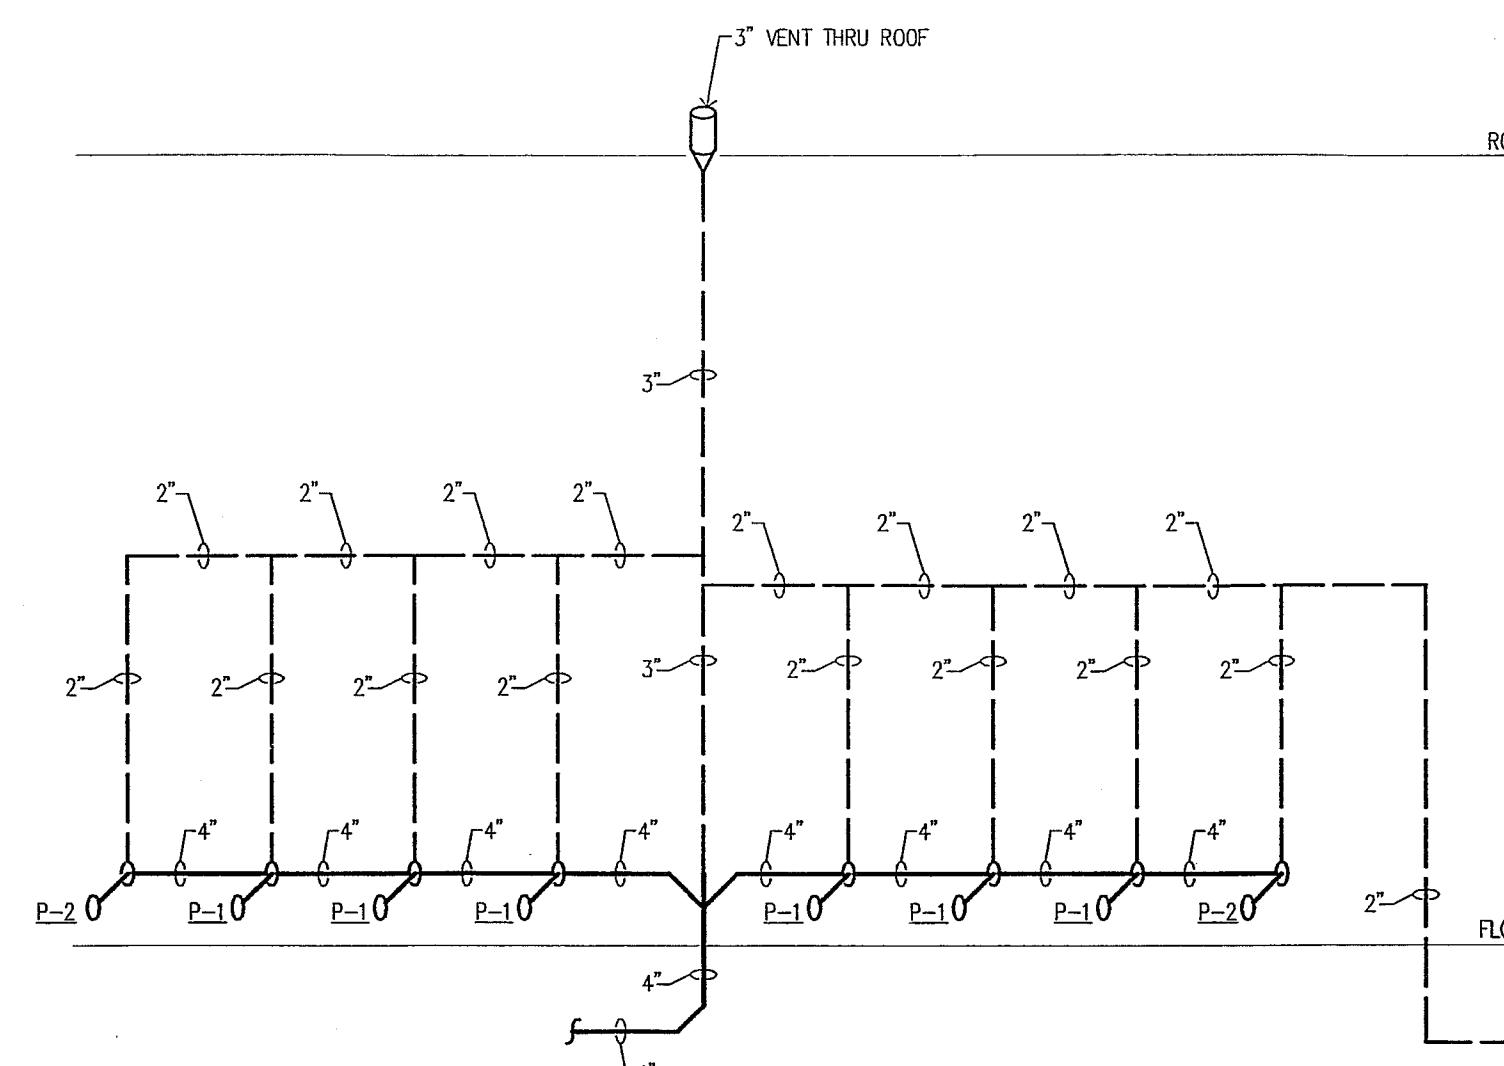 3" VENT THRU ROOF
3"
2" 2" 2" 2"
2" 2" 2" 2"
3" 2" 2" 2" 2"
2" 2" 2" 2"
4" 4" 4" 4" 4" 4" 4" 4"
2"
P-2 P-1 P-1 P-1 P-1 P-1 P-1 P-2
4"